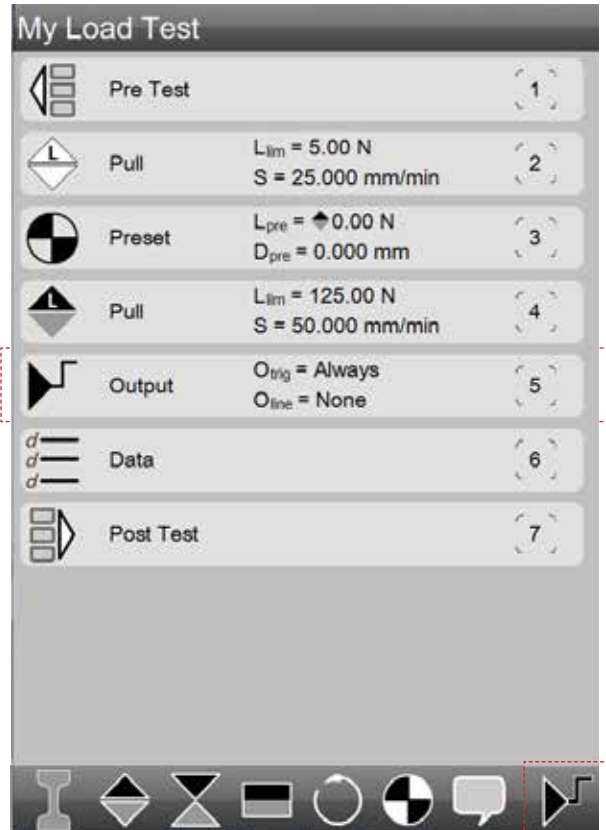 My Load Test
Pre Test 1
L
Pull Llim = 5.00 N 2
S = 25.000 mm/min
Preset Lpre = 0.00 N 3
Dpre = 0.000 mm
L
Pull Llim = 125.00 N 4
S = 50.000 mm/min
Output Otrig = Always 5
Oline = None
d
d
d
Data 6
Post Test 7